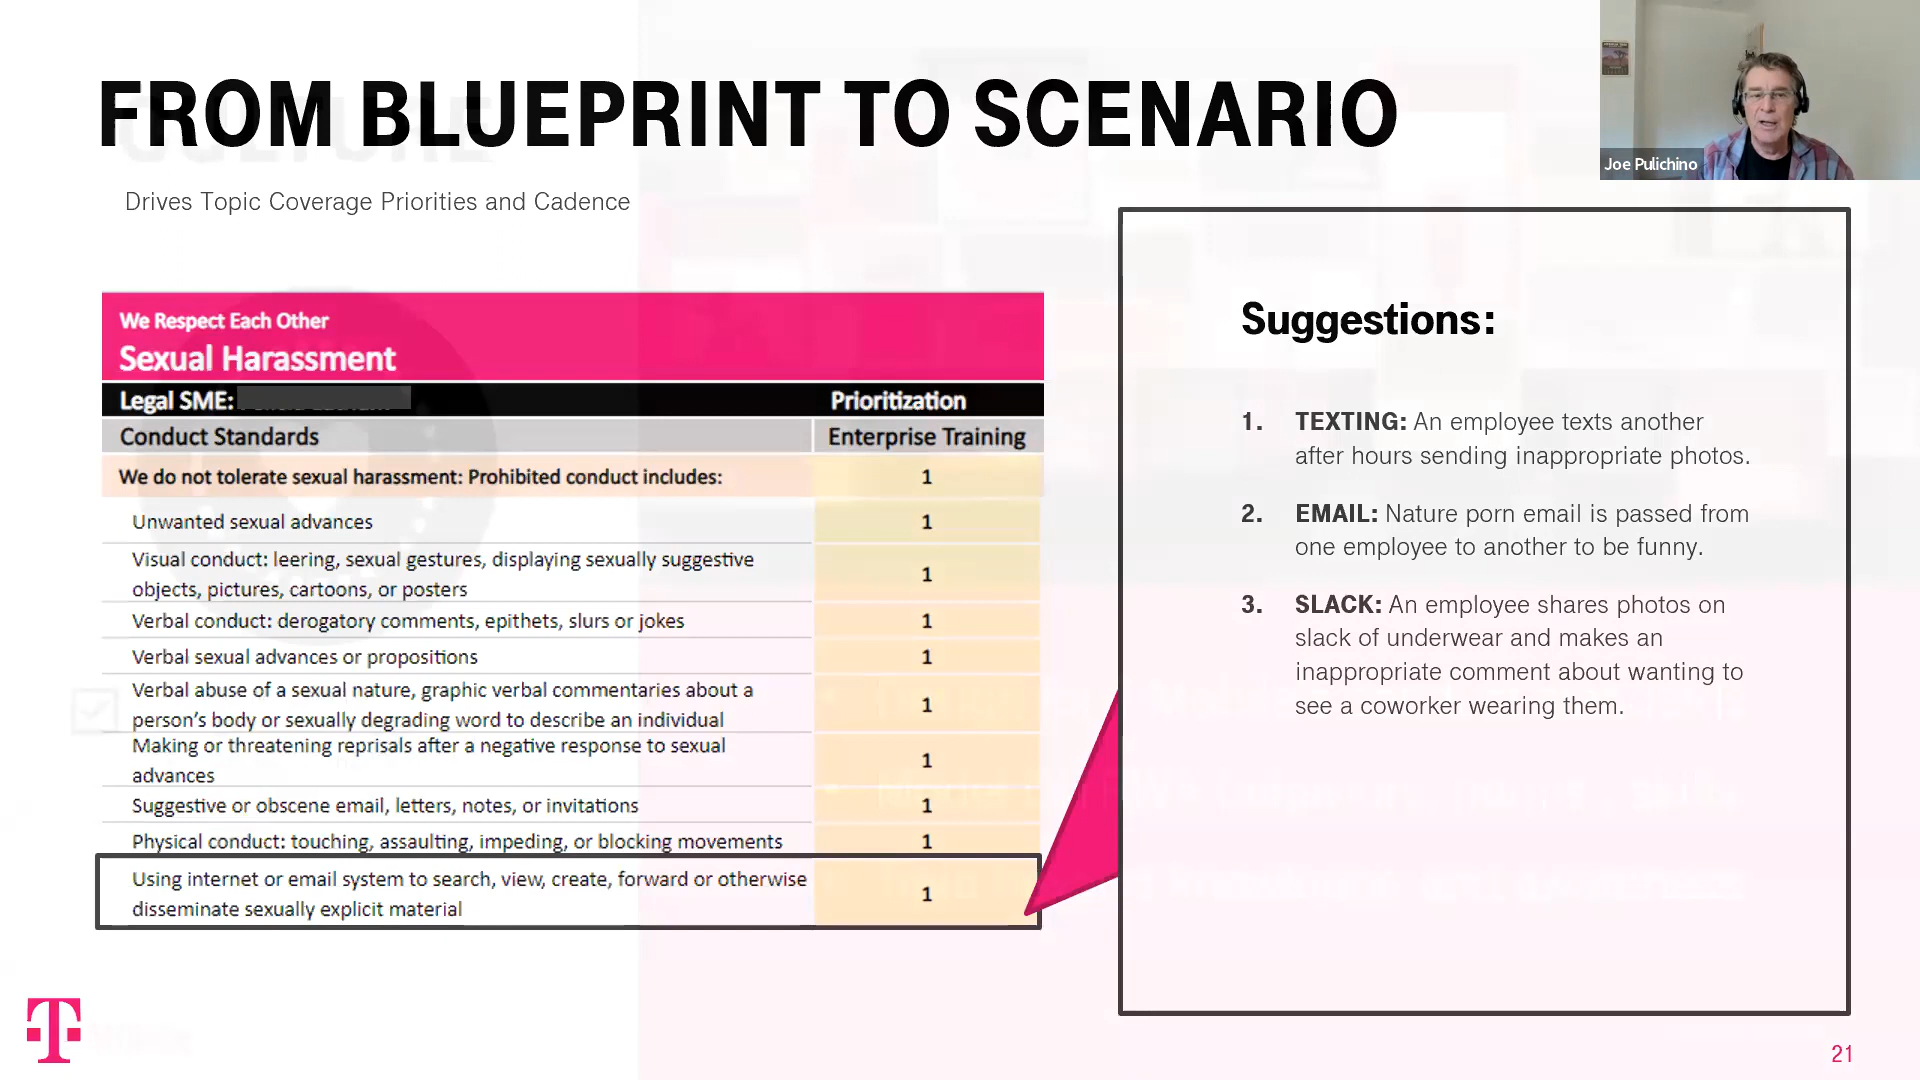 FROM BLUEPRINT TO SCENARIO
Joe Pulichino
Drives Topic Coverage Priorities and Cadence
We Respect Each Other
Sexual Harassment
Legal SME:
Prioritization
Conduct Standards
Enterprise Training
We do not tolerate sexual harassment: Prohibited conduct includes:
1
Unwanted sexual advances
1
Visual conduct: leering, sexual gestures, displaying sexually suggestive
objects, pictures, cartoons, or posters
1
Verbal conduct: derogatory comments, epithets, slurs or jokes
1
Verbal sexual advances or propositions
1
Verbal abuse of a sexual nature, graphic verbal commentaries about a
person's body or sexually degrading word to describe an individual
1
Making or threatening reprisals after a negative response to sexual
advances
1
Suggestive or obscene email, letters, notes, or invitations
1
Physical conduct: touching, assaulting, impeding, or blocking movements
1
Using internet or email system to search, view, create, forward or otherwise
disseminate sexually explicit material
1
Suggestions:
1. TEXTING: An employee texts another
after hours sending inappropriate photos.
2. EMAIL: Nature porn email is passed from
one employee to another to be funny.
3. SLACK: An employee shares photos on
slack of underwear and makes an
inappropriate comment about wanting to
see a coworker wearing them.
T
21